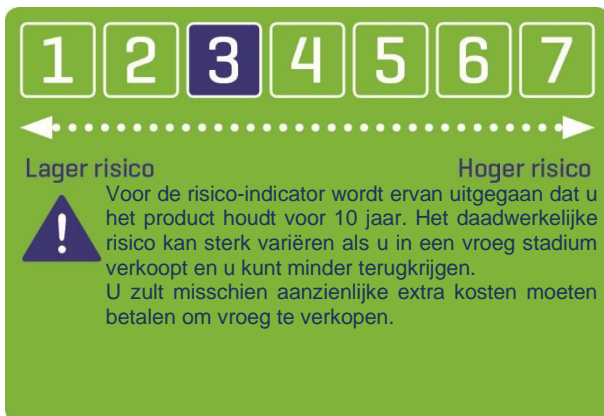 1 2 3 4 5 6 7
Lager risico Hoger risico
!
Voor de risico-indicator wordt ervan uitgegaan dat u
het product houdt voor 10 jaar. Het daadwerkelijke
risico kan sterk variëren als u in een vroeg stadium
verkoopt en u kunt minder terugkrijgen.
U zult misschien aanzienlijke extra kosten moeten
betalen om vroeg te verkopen.